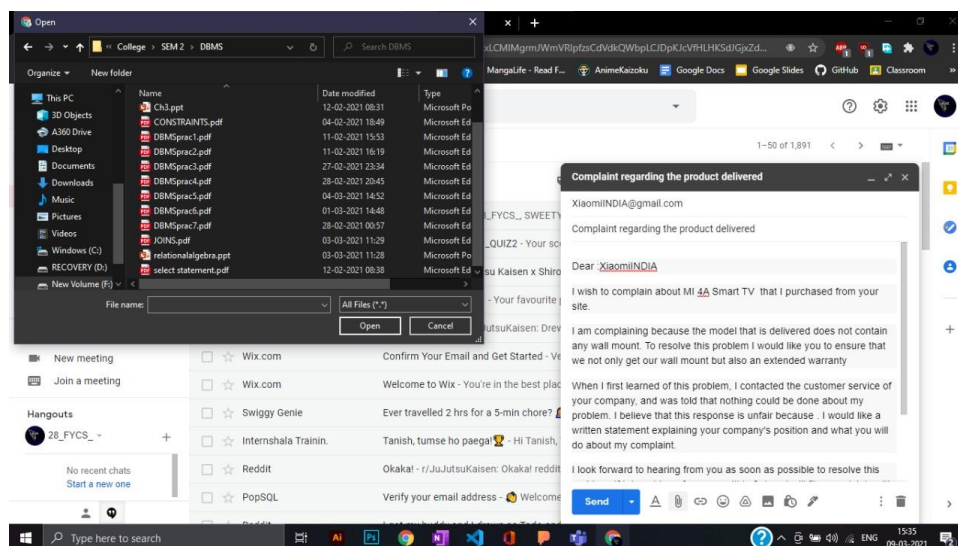 Open
College > SEM 2 > DBMS
Search DBMS
Organize
New folder
This PC
3D Objects
A360 Drive
Desktop
Documents
Downloads
Music
Pictures
Videos
Windows (C:)
RECOVERY (D:)
New Volume (F:)
Name Date modified Type
Ch3.ppt 12-02-2021 08:31 Microsoft Po
CONSTRAINTS.pdf 04-02-2021 18:49 Microsoft Ed
DBMSprac1.pdf 11-02-2021 15:53 Microsoft Ed
DBMSprac2.pdf 11-02-2021 16:19 Microsoft Ed
DBMSprac3.pdf 27-02-2021 23:34 Microsoft Ed
DBMSprac4.pdf 28-02-2021 20:45 Microsoft Ed
DBMSprac5.pdf 04-03-2021 14:52 Microsoft Ed
DBMSprac6.pdf 01-03-2021 14:48 Microsoft Ed
DBMSprac7.pdf 28-02-2021 00:57 Microsoft Ed
JOINS.pdf 03-03-2021 11:29 Microsoft Ed
relationalalgebra.ppt 03-03-2021 11:28 Microsoft Po
select statement.pdf 12-02-2021 08:38 Microsoft Ed
File name:
All Files (*.*)
Open Cancel
MangaLife - Read F... AnimeKaizoku Google Docs Google Slides GitHub Classroom
1–50 of 1,891
_FYCS_, SWEETY
_QUIZ2 - Your sco
su Kaisen x Shiro
- Your favourite
utsuKaisen: Drew
New meeting
Join a meeting
Hangouts
28_FYCS_
No recent chats
Start a new one
Wix.com Confirm Your Email and Get Started - Ve
Wix.com Welcome to Wix - You're in the best plac
Swiggy Genie Ever travelled 2 hrs for a 5-min chore?
Internshala Trainin. Tanish, tumse ho paega! - Hi Tanish,
Reddit Okaka! - r/JuJutsuKaisen: Okaka! reddit
PopSQL Verify your email address - Welcome
Complaint regarding the product delivered
XiaomiINDIA@gmail.com
Complaint regarding the product delivered
Dear :XiaomiINDIA
I wish to complain about MI 4A Smart TV that I purchased from your
site.
I am complaining because the model that is delivered does not contain
any wall mount. To resolve this problem I would like you to ensure that
we not only get our wall mount but also an extended warranty
When I first learned of this problem, I contacted the customer service of
your company, and was told that nothing could be done about my
problem. I believe that this response is unfair because . I would like a
written statement explaining your company's position and what you will
do about my complaint.
I look forward to hearing from you as soon as possible to resolve this
Send
Type here to search
ENG
15:35
09-03-2021